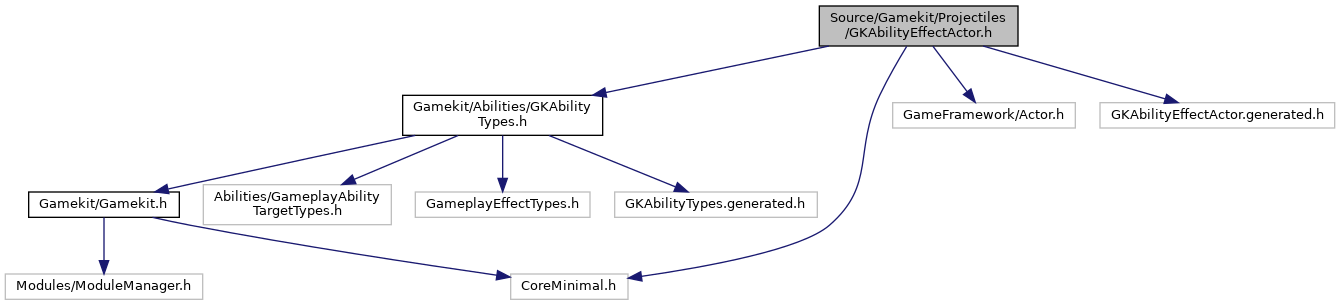 Source/Gamekit/Projectiles
/GKAbilityEffectActor.h
Gamekit/Abilities/GKAbility
Types.h
GameFramework/Actor.h
GKAbilityEffectActor.generated.h
Gamekit/Gamekit.h
Abilities/GameplayAbility
TargetTypes.h
GameplayEffectTypes.h
GKAbilityTypes.generated.h
Modules/ModuleManager.h
CoreMinimal.h